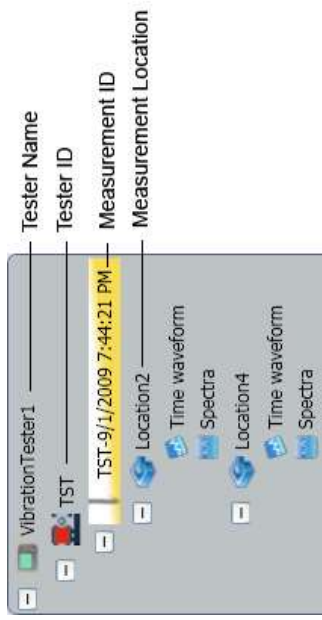 VibrationTester1 Tester Name
TST Tester ID
TST-9/1/2009 7:44:21 PM Measurement ID
Location2 Measurement Location
Time waveform
Spectra
Location4
Time waveform
Spectra